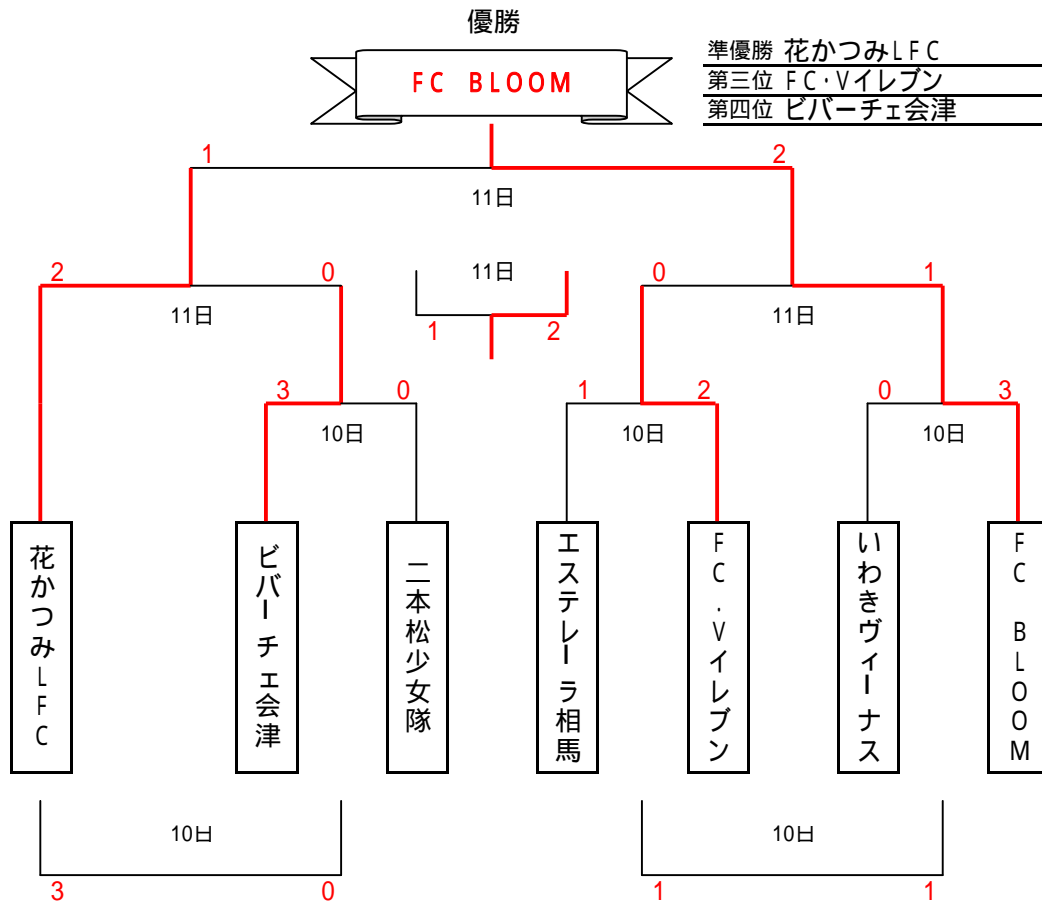 優勝
FC BLOOM
準優勝 花かつみLFC
第三位 FC・Vイレブン
第四位 ビバーチェ会津
1 2
11日
2 0 11日 0 1
11日 1 2 11日
3 0 1 2 0 3
10日 10日 10日
花かつみLFC
ビバーチェ会津
二本松少女隊
エステレーラ相馬
FC・Vイレブン
いわきヴィーナス
FC BLOOM
10日 10日
3 0 1 1